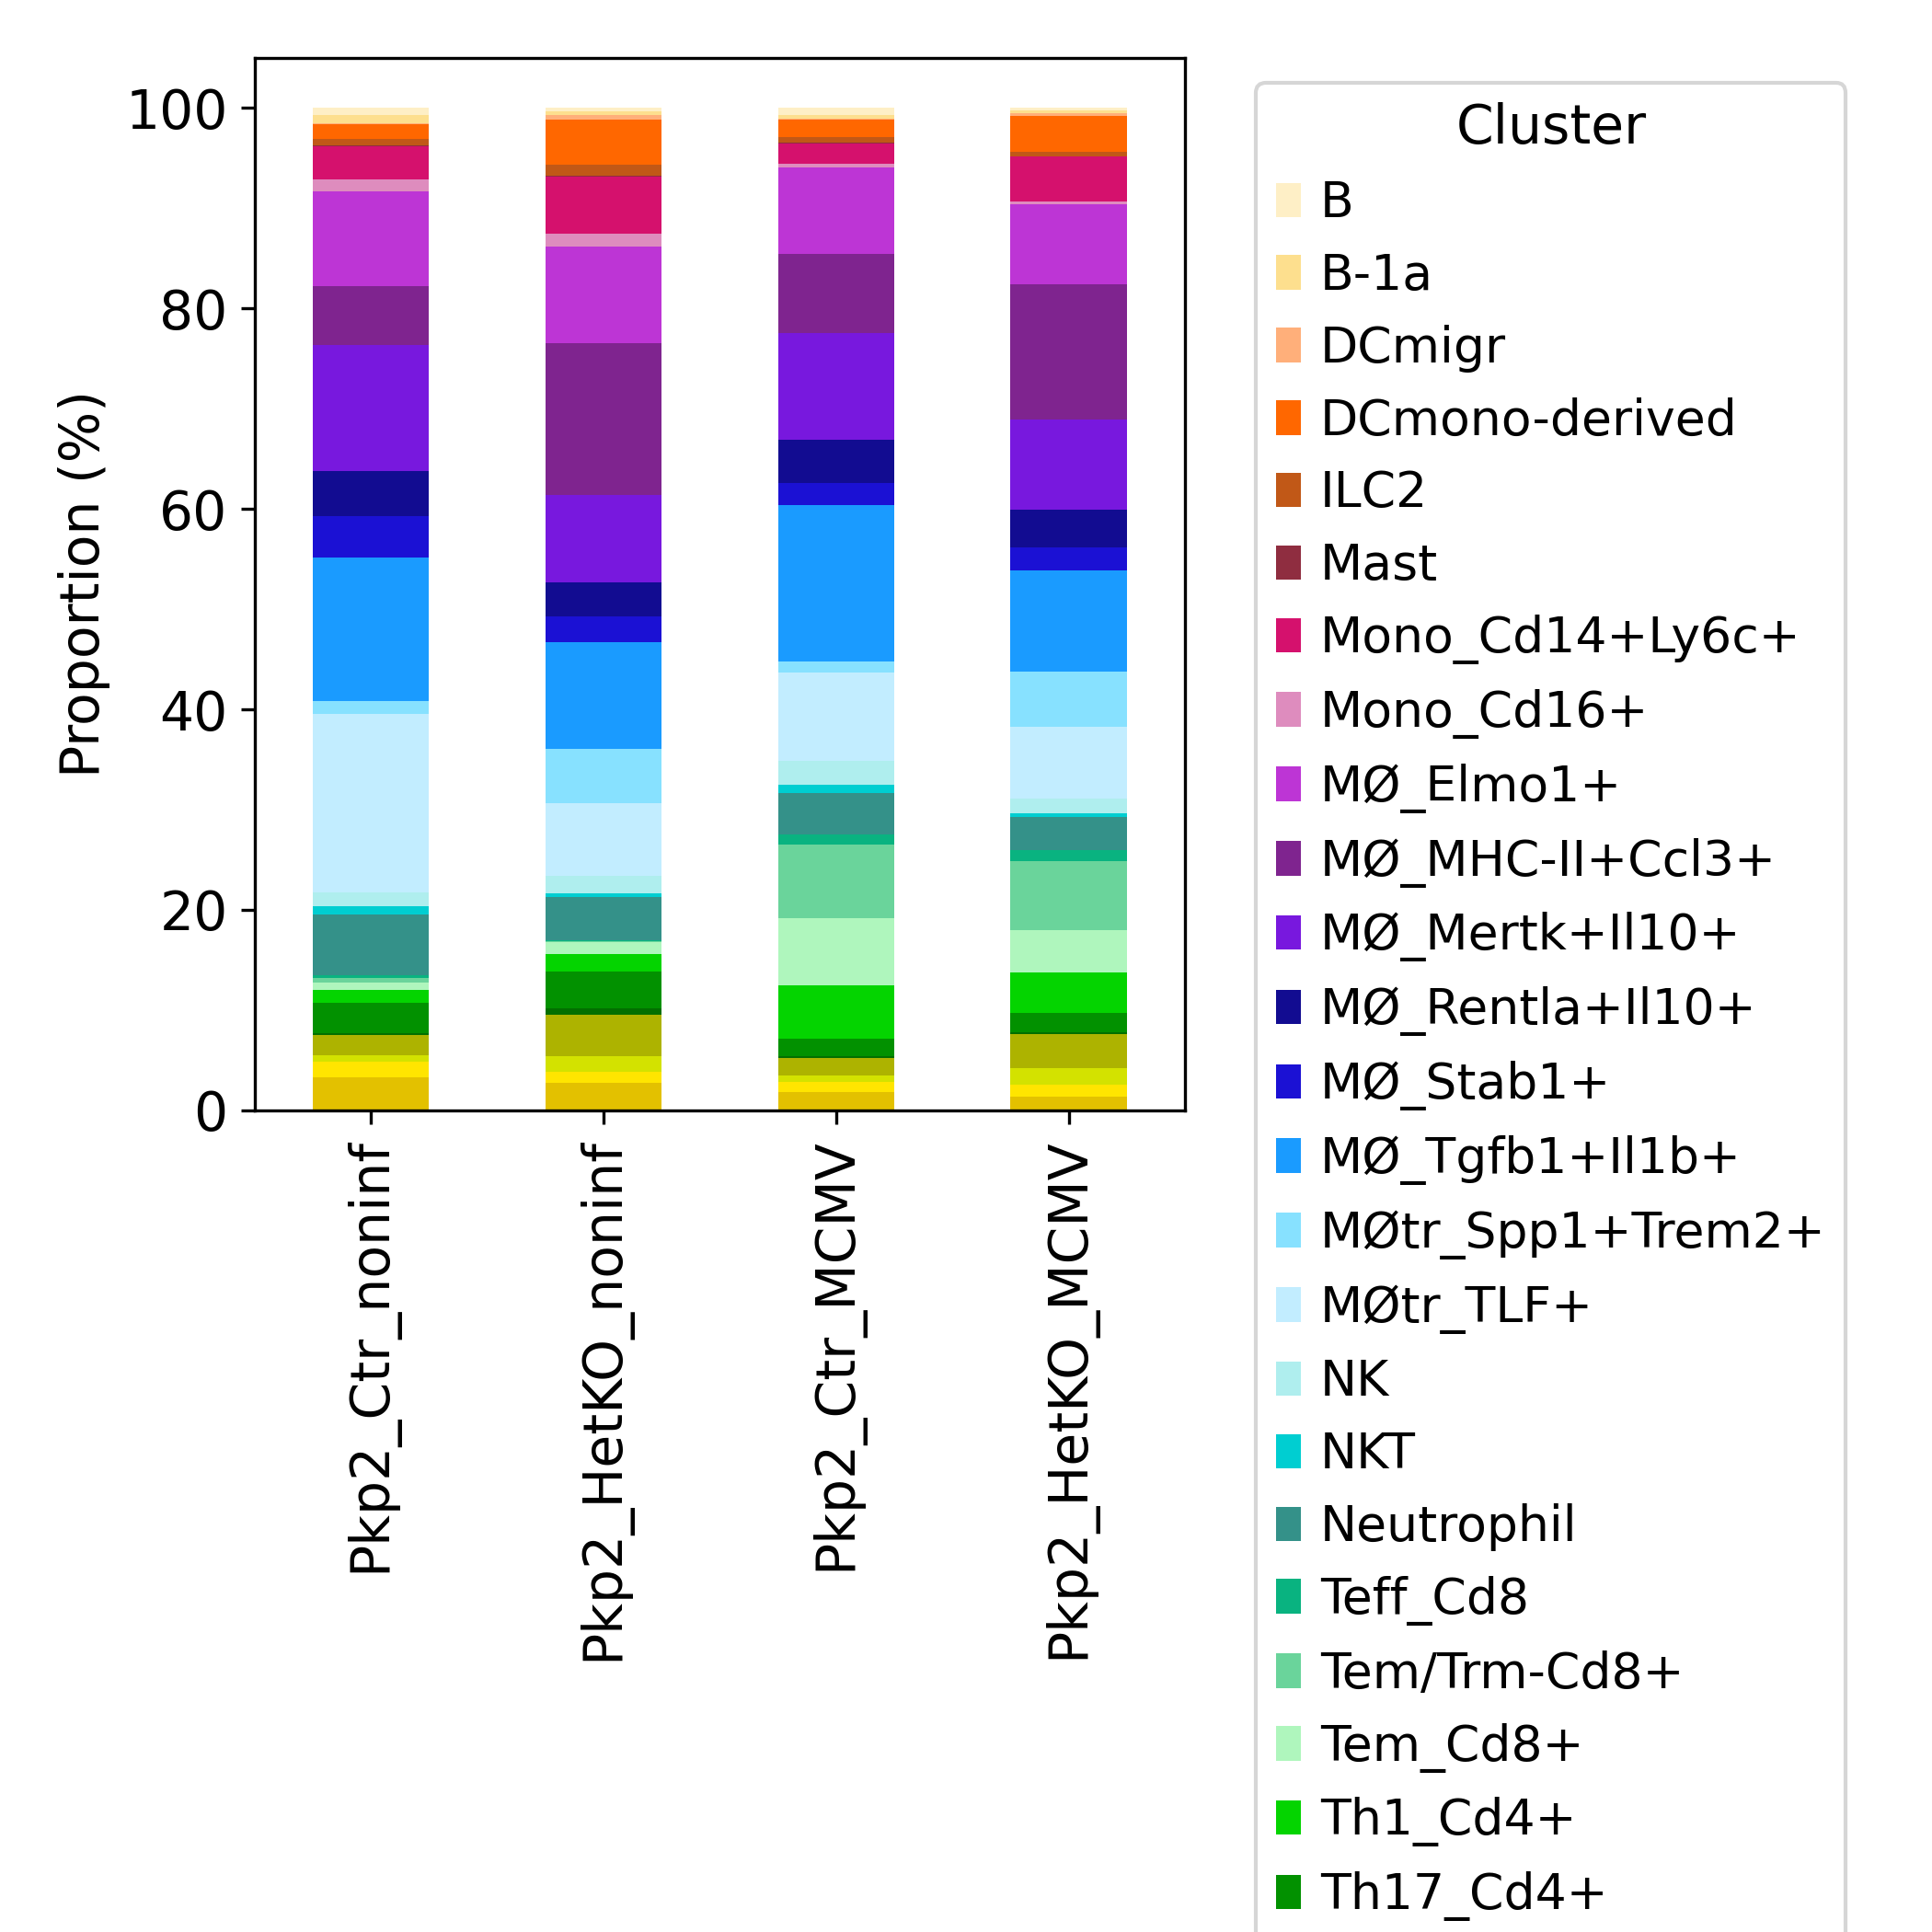 100
80
60
40
20
0
Proportion (%)
Pkp2_Ctr_noninf
Pkp2_HetKO_noninf
Pkp2_Ctr_MCMV
Pkp2_HetKO_MCMV
Cluster
B
B-1a
DCmigr
DCmono-derived
ILC2
Mast
Mono_Cd14+Ly6c+
Mono_Cd16+
MØ_Elmo1+
MØ_MHC-II+Ccl3+
MØ_Mertk+Il10+
MØ_Rentla+Il10+
MØ_Stab1+
MØ_Tgfb1+Il1b+
MØtr_Spp1+Trem2+
MØtr_TLF+
NK
NKT
Neutrophil
Teff_Cd8
Tem/Trm-Cd8+
Tem_Cd8+
Th1_Cd4+
Th17_Cd4+